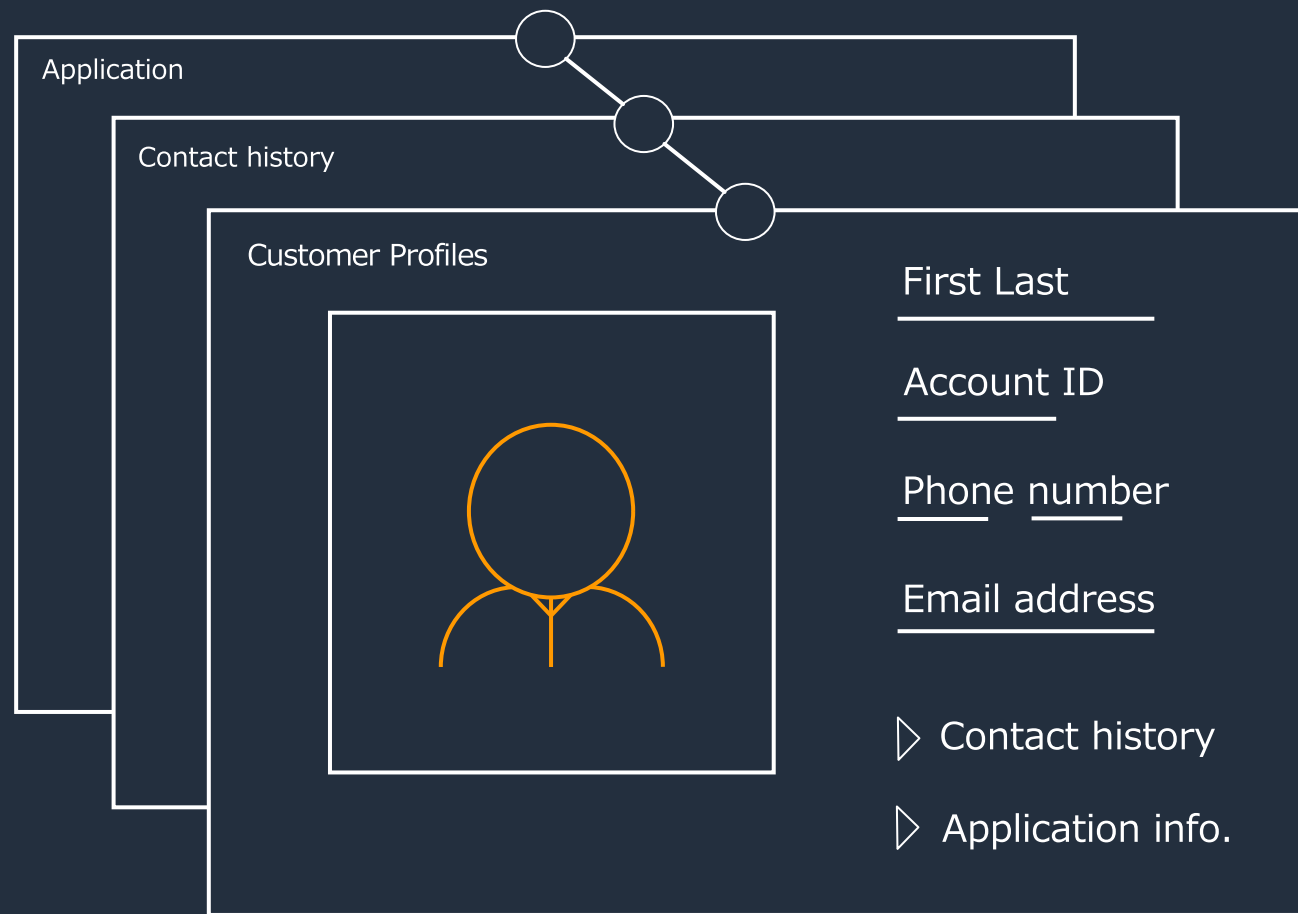 Application
Contact history
Customer Profiles
First Last
Account ID
Phone number
Email address
Contact history
Application info.